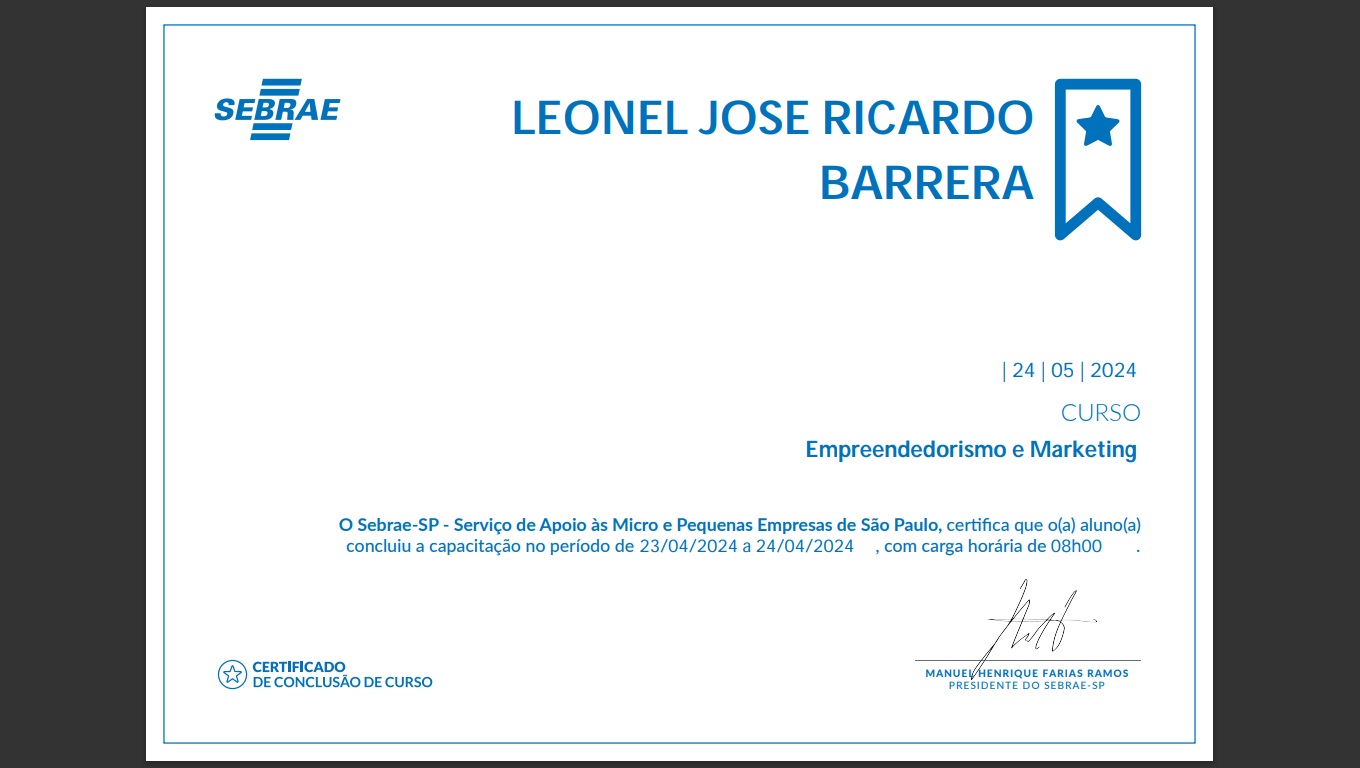 SEBRAE
LEONEL JOSE RICARDO
BARRERA
| 24 | 05 | 2024
CURSO
Empreendedorismo e Marketing
O Sebrae-SP - Serviço de Apoio às Micro e Pequenas Empresas de São Paulo, certifica que o(a) aluno(a)
concluiu a capacitação no período de 23/04/2024 a 24/04/2024 , com carga horária de 08h00 .
MANUEL HENRIQUE FARIAS RAMOS
PRESIDENTE DO SEBRAE-SP
CERTIFICADO
DE CONCLUSÃO DE CURSO